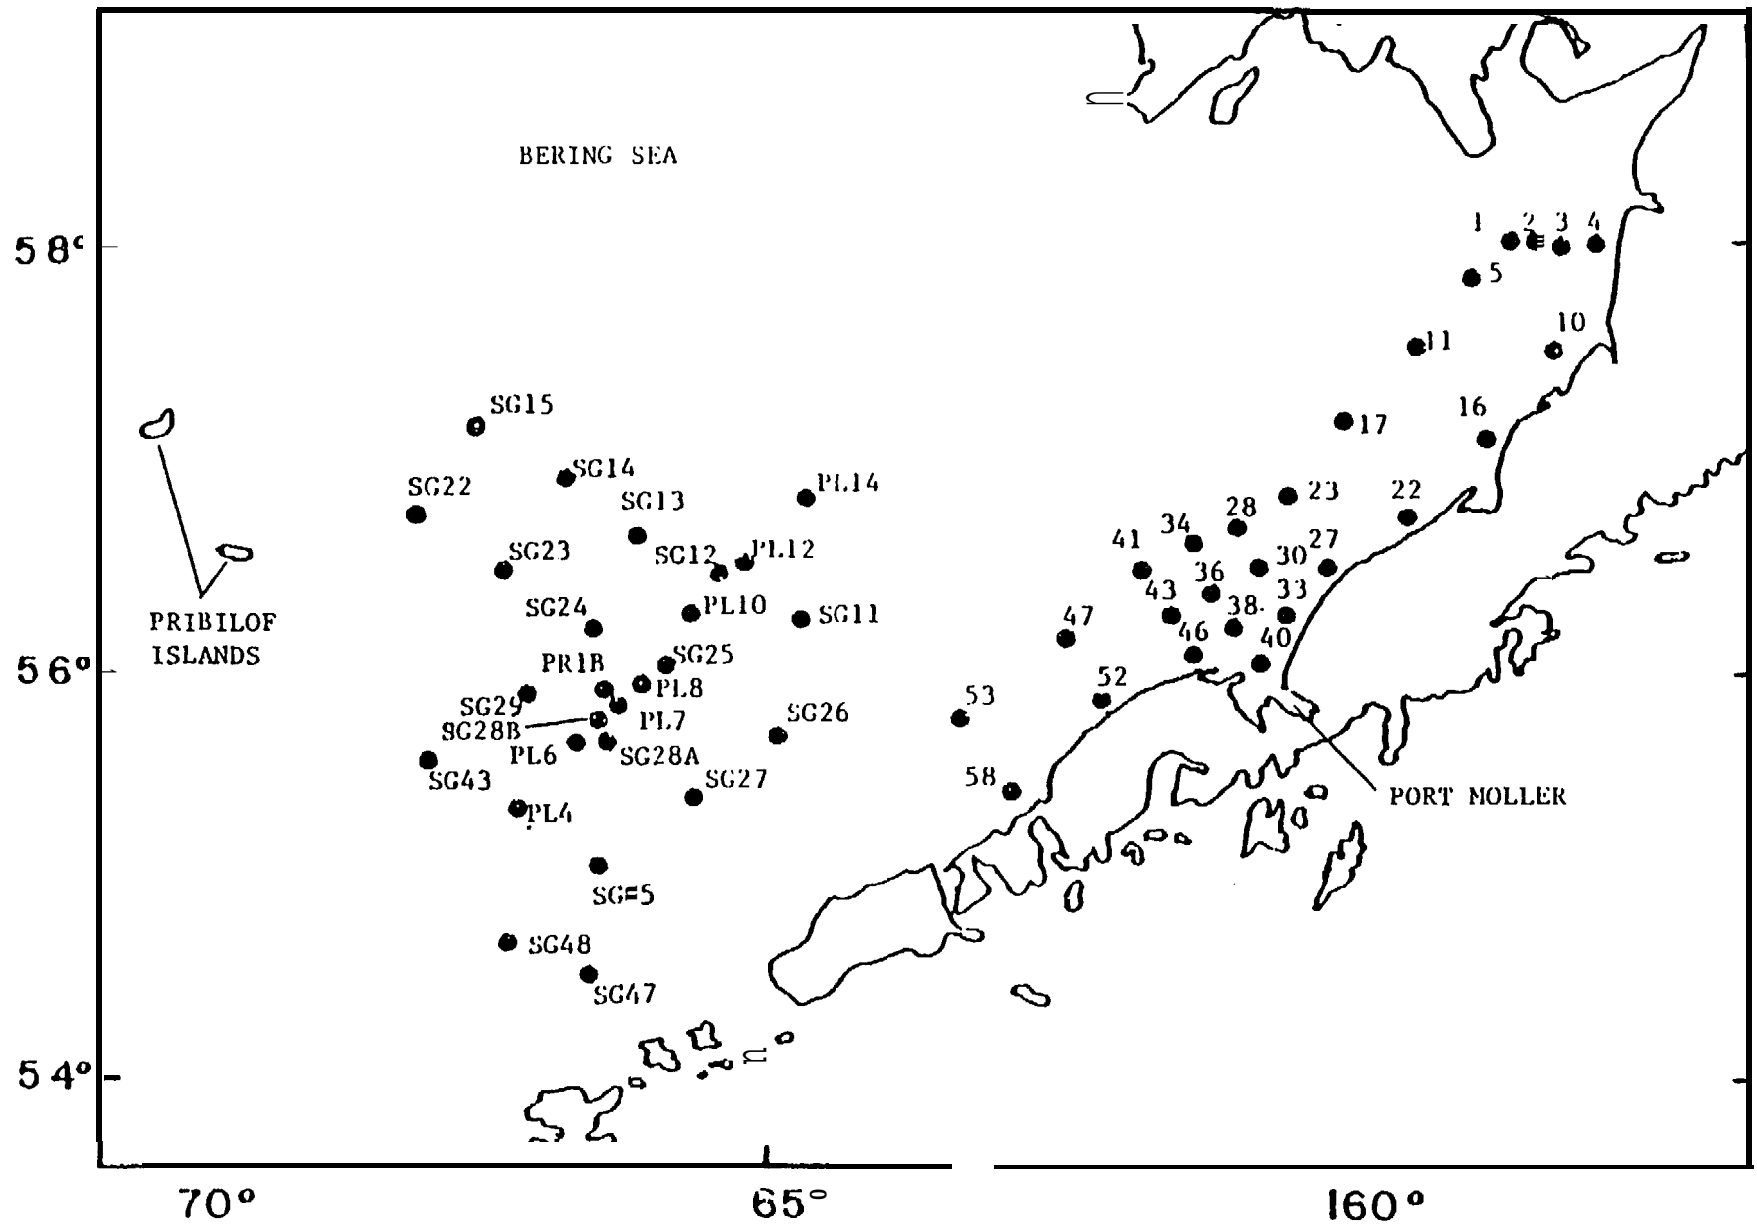 BERING SEA
58°
1 2 3 4
5
10
11
SG15
16
17
SG14
SG22
SG13
PL14
23
22
28
34
SG12
PL12
41
SG23
30 27
36
43
33
SG24
PL10
SG11
38
47
46
40
PRIBILOF
ISLANDS
56°
PR1B
SG25
PL8
52
SG29
53
SG26
PL7
SG28B
PL6
SG28A
SG43
SG27
58
PORT MOLLER
PL4
SG#5
SG48
SG47
54°
70°
65°
160°